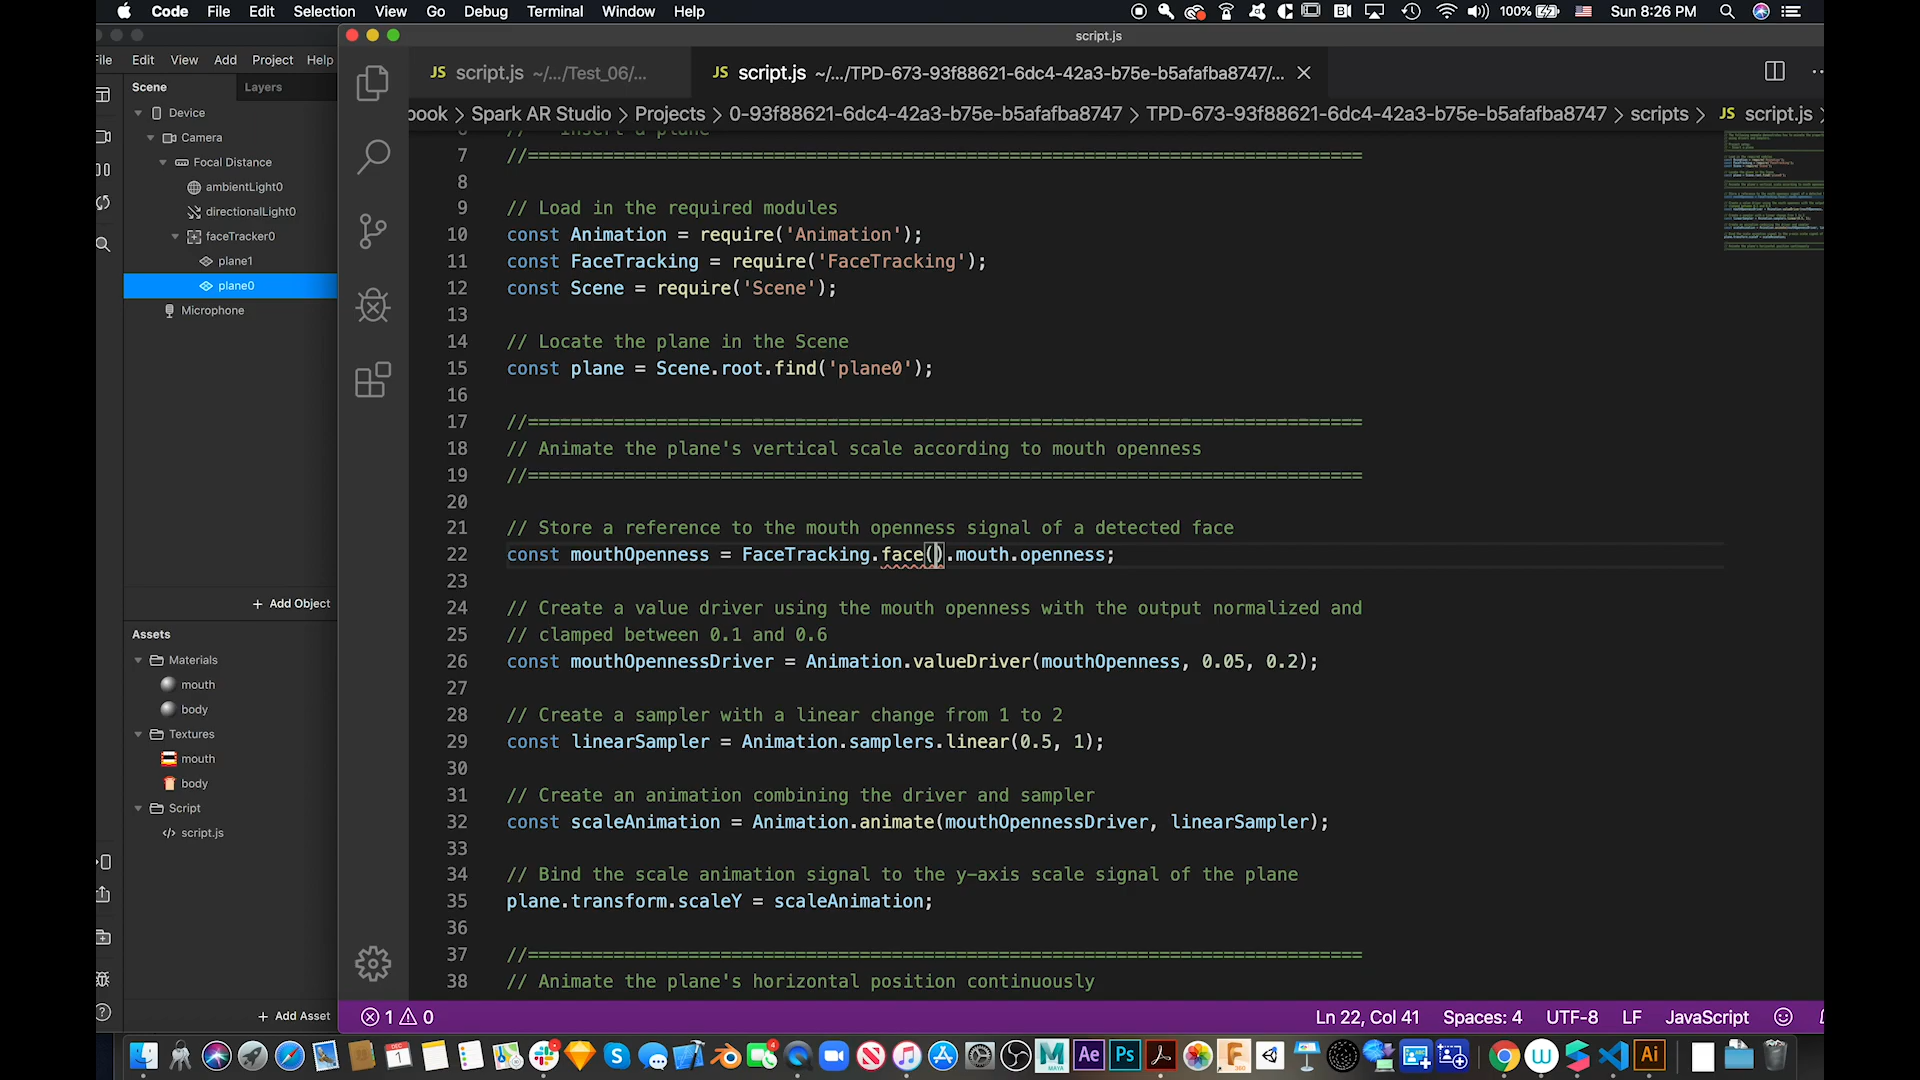 Code File Edit Selection View Go Debug Terminal Window Help
100% Sun 8:26 PM
script.js
File Edit View Add Project Help
Scene Layers
Device
Camera
Focal Distance
ambientLight0
directionalLight0
faceTracker0
plane1
plane0
Microphone
+ Add Object
Assets
Materials
mouth
body
Textures
mouth
body
Script
script.js
+ Add Asset
JS script.js ~/.../Test_06/...
JS script.js ~/.../TPD-673-93f88621-6dc4-42a3-b75e-b5afafba8747/...
book > Spark AR Studio > Projects > 0-93f88621-6dc4-42a3-b75e-b5afafba8747 > TPD-673-93f88621-6dc4-42a3-b75e-b5afafba8747 > scripts > JS script.js >
6 // - Insert a plane
7 //==============================================================================
8
9 // Load in the required modules
10 const Animation = require('Animation');
11 const FaceTracking = require('FaceTracking');
12 const Scene = require('Scene');
13
14 // Locate the plane in the Scene
15 const plane = Scene.root.find('plane0');
16
17 //==============================================================================
18 // Animate the plane's vertical scale according to mouth openness
19 //==============================================================================
20
21 // Store a reference to the mouth openness signal of a detected face
22 const mouthOpenness = FaceTracking.face().mouth.openness;
23
24 // Create a value driver using the mouth openness with the output normalized and
25 // clamped between 0.1 and 0.6
26 const mouthOpennessDriver = Animation.valueDriver(mouthOpenness, 0.05, 0.2);
27
28 // Create a sampler with a linear change from 1 to 2
29 const linearSampler = Animation.samplers.linear(0.5, 1);
30
31 // Create an animation combining the driver and sampler
32 const scaleAnimation = Animation.animate(mouthOpennessDriver, linearSampler);
33
34 // Bind the scale animation signal to the y-axis scale signal of the plane
35 plane.transform.scaleY = scaleAnimation;
36
37 //==============================================================================
38 // Animate the plane's horizontal position continuously
1 0
Ln 22, Col 41 Spaces: 4 UTF-8 LF JavaScript
MAYA Ae Ps Ai